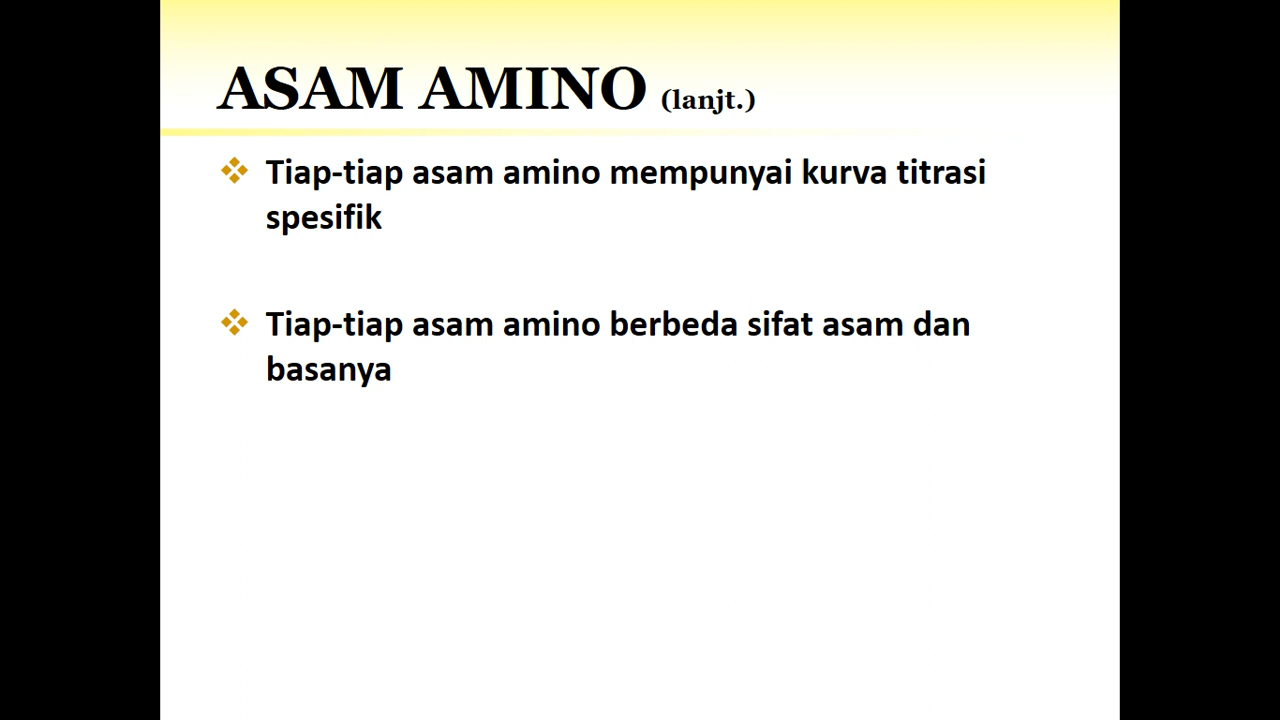 ASAM AMINO (lanjt.)
Tiap-tiap asam amino mempunyai kurva titrasi
spesifik
Tiap-tiap asam amino berbeda sifat asam dan
basanya